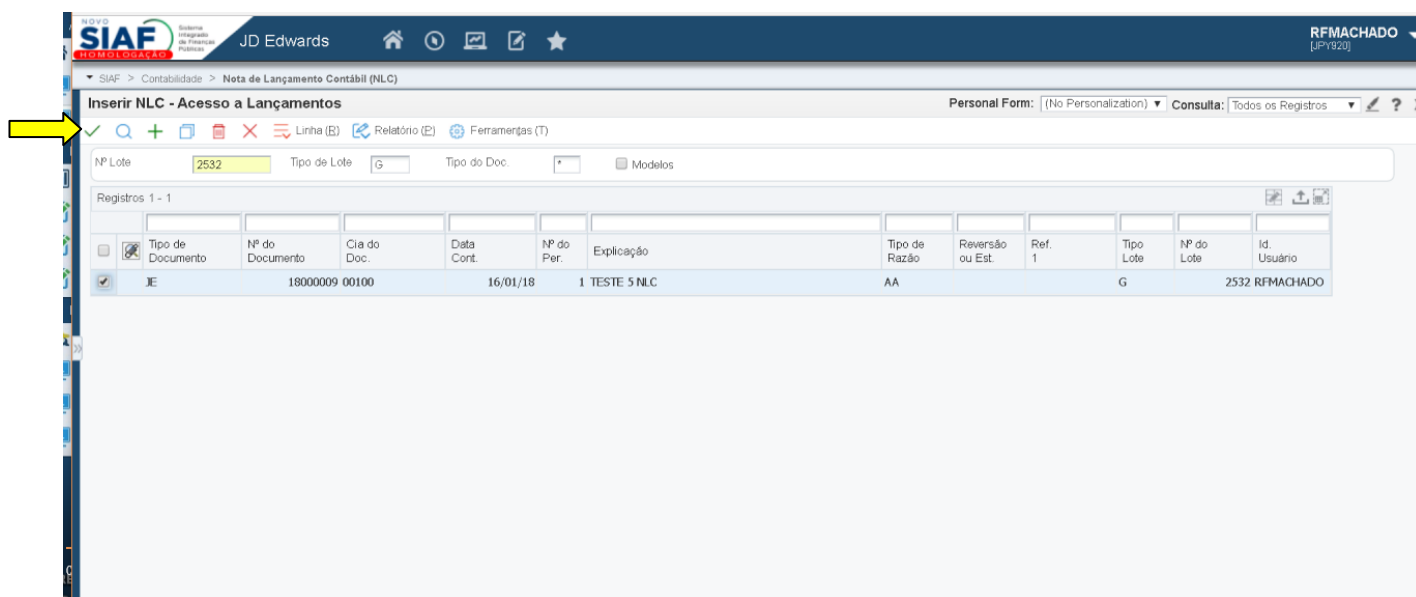 NOVO
SIAF
HOMOLOGAÇÃO
Sistema
Integrado
de Finanças
Públicas
JD Edwards
RFMACHADO
[JPY920]
SIAF > Contabilidade > Nota de Lançamento Contábil (NLC)
Inserir NLC - Acesso a Lançamentos
Personal Form: (No Personalization) Consulta: Todos os Registros
Linha (R) Relatório (P) Ferramentas (T)
Nº Lote 2532 Tipo de Lote G Tipo do Doc. * Modelos
Registros 1 - 1
Tipo de Documento Nº do Documento Cia do Doc. Data Cont. Nº do Per. Explicação Tipo de Razão Reversão ou Est. Ref. 1 Tipo Lote Nº do Lote Id. Usuário
JE 18000009 00100 16/01/18 1 TESTE 5 NLC AA G 2532 RFMACHADO